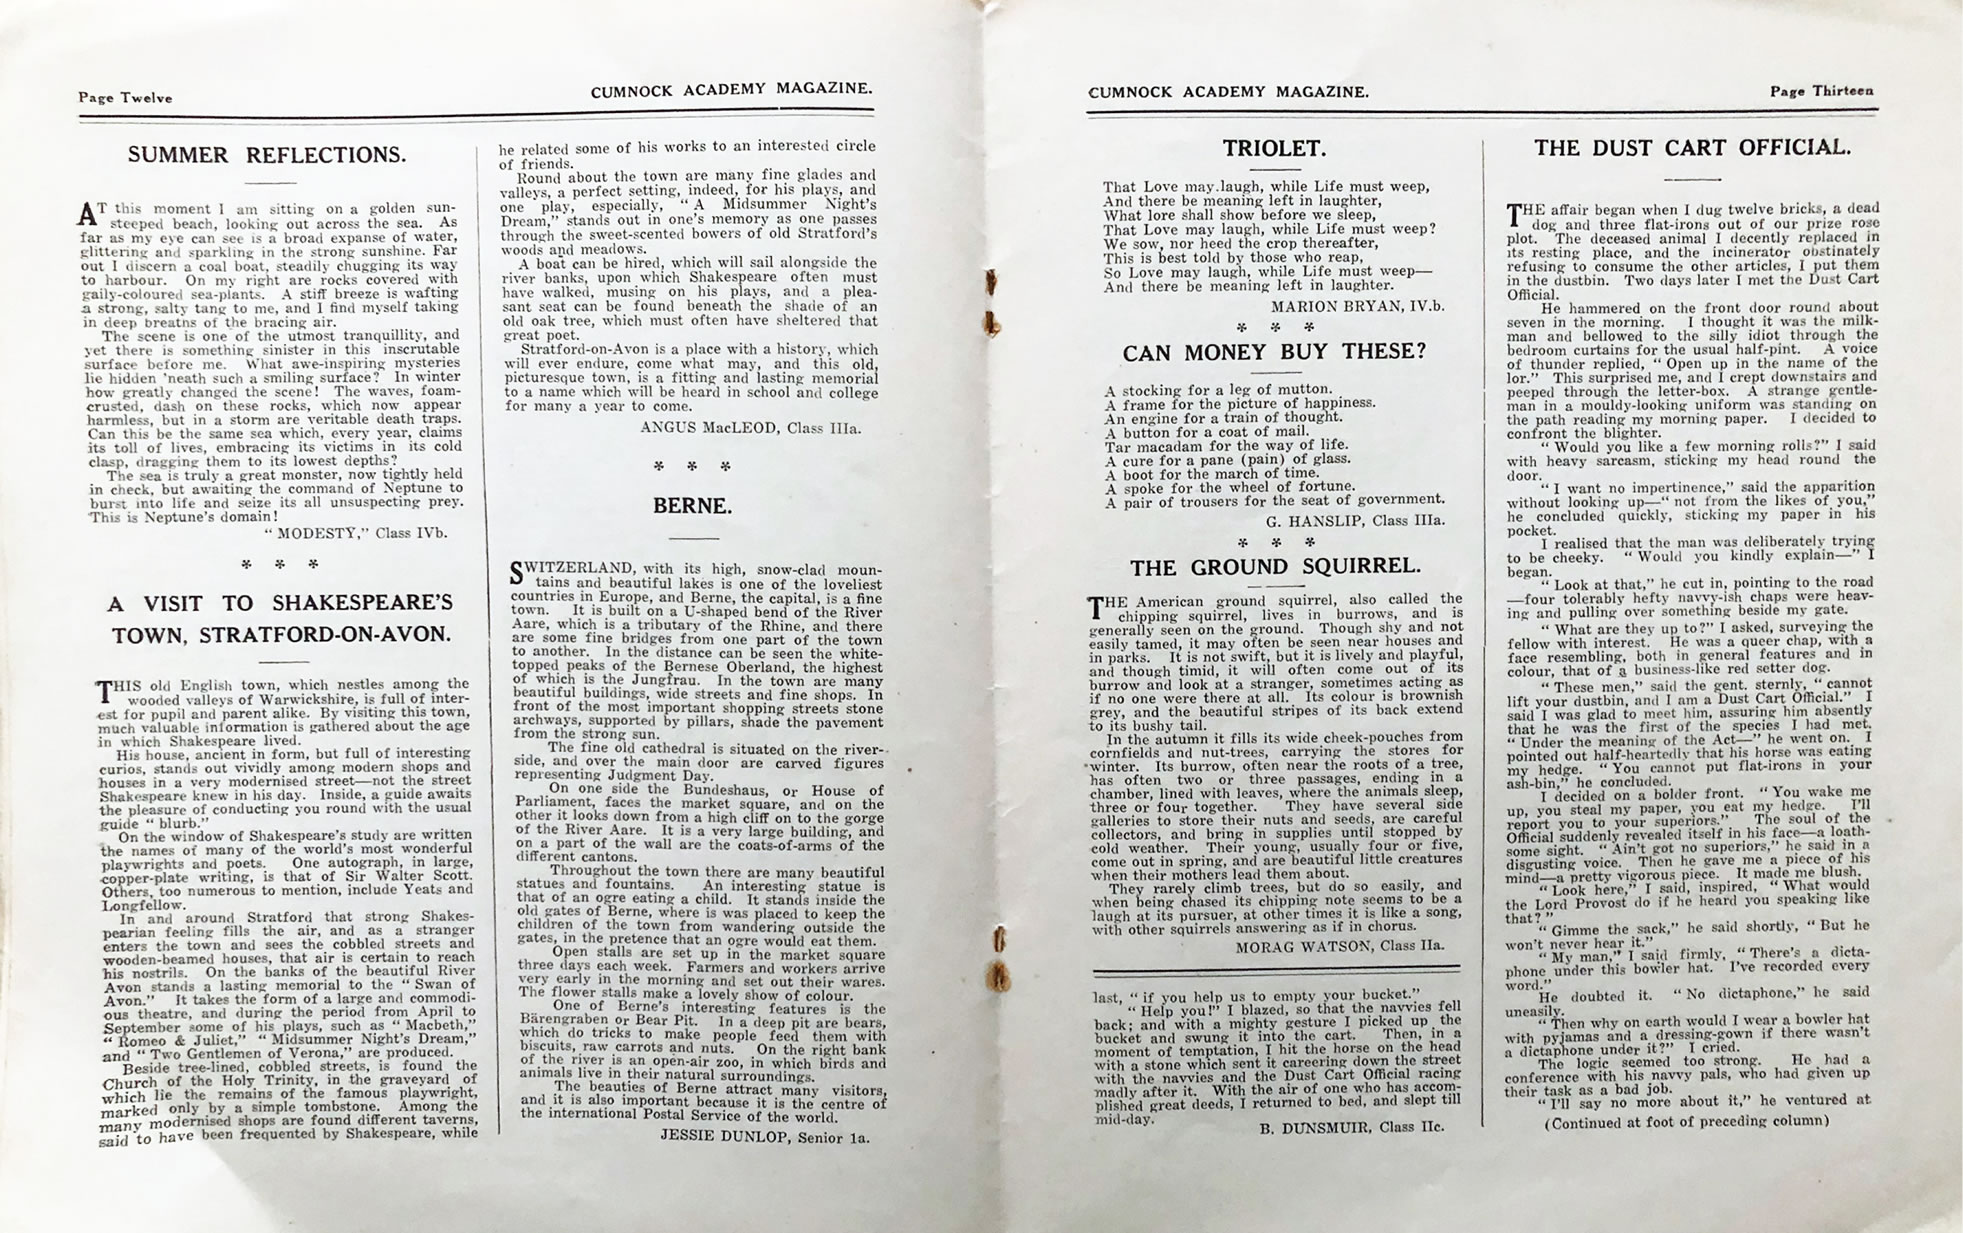 Page Twelve
CUMNOCK ACADEMY MAGAZINE.
SUMMER REFLECTIONS.
AT this moment I am sitting on a golden sun-
steeped beach, looking out across the sea. As
far as my eye can see is a broad expanse of water,
glittering and sparkling in the strong sunshine. Far
out I discern a coal boat, steadily chugging its way
to harbour. On my right are rocks covered with
gaily-coloured sea-plants. A stiff breeze is wafting
a strong, salty tang to me, and I find myself taking
in deep breatns of the bracing air.
The scene is one of the utmost tranquillity, and
yet there is something sinister in this inscrutable
surface before me. What awe-inspiring mysteries
lie hidden 'neath such a smiling surface? In winter
how greatly changed the scene! The waves, foam-
crusted, dash on these rocks, which now appear
harmless, but in a storm are veritable death traps.
Can this be the same sea which, every year, claims
its toll of lives, embracing its victims in its cold
clasp, dragging them to its lowest depths?
The sea is truly a great monster, now tightly held
in check, but awaiting the command of Neptune to
burst into life and seize its all unsuspecting prey.
This is Neptune's domain!
" MODESTY," Class IVb.
* * *
A VISIT TO SHAKESPEARE'S
TOWN, STRATFORD-ON-AVON.
THIS old English town, which nestles among the
wooded valleys of Warwickshire, is full of inter-
est for pupil and parent alike. By visiting this town,
much valuable information is gathered about the age
in which Shakespeare lived.
His house, ancient in form, but full of interesting
curios, stands out vividly among modern shops and
houses in a very modernised street—not the street
Shakespeare knew in his day. Inside, a guide awaits
the pleasure of conducting you round with the usual
guide " blurb."
On the window of Shakespeare's study are written
the names of many of the world's most wonderful
playwrights and poets. One autograph, in large,
copper-plate writing, is that of Sir Walter Scott.
Others, too numerous to mention, include Yeats and
Longfellow.
In and around Stratford that strong Shakes-
pearian feeling fills the air, and as a stranger
enters the town and sees the cobbled streets and
wooden-beamed houses, that air is certain to reach
his nostrils. On the banks of the beautiful River
Avon stands a lasting memorial to the " Swan of
Avon." It takes the form of a large and commodi-
ous theatre, and during the period from April to
September some of his plays, such as " Macbeth,"
" Romeo & Juliet," " Midsummer Night's Dream,"
and " Two Gentlemen of Verona," are produced.
Beside tree-lined, cobbled streets, is found the
Church of the Holy Trinity, in the graveyard of
which lie the remains of the famous playwright,
marked only by a simple tombstone. Among the
many modernised shops are found different taverns,
said to have been frequented by Shakespeare, while
he related some of his works to an interested circle
of friends.
Round about the town are many fine glades and
valleys, a perfect setting, indeed, for his plays, and
one play, especially, " A Midsummer Night's
Dream," stands out in one's memory as one passes
through the sweet-scented bowers of old Stratford's
woods and meadows.
A boat can be hired, which will sail alongside the
river banks, upon which Shakespeare often must
have walked, musing on his plays, and a plea-
sant seat can be found beneath the shade of an
old oak tree, which must often have sheltered that
great poet.
Stratford-on-Avon is a place with a history, which
will ever endure, come what may, and this old,
picturesque town, is a fitting and lasting memorial
to a name which will be heard in school and college
for many a year to come.
ANGUS MacLEOD, Class IIIa.
* * *
BERNE.
SWITZERLAND, with its high, snow-clad moun-
tains and beautiful lakes is one of the loveliest
countries in Europe, and Berne, the capital, is a fine
town. It is built on a U-shaped bend of the River
Aare, which is a tributary of the Rhine, and there
are some fine bridges from one part of the town
to another. In the distance can be seen the white-
topped peaks of the Bernese Oberland, the highest
of which is the Jungfrau. In the town are many
beautiful buildings, wide streets and fine shops. In
front of the most important shopping streets stone
archways, supported by pillars, shade the pavement
from the strong sun.
The fine old cathedral is situated on the river-
side, and over the main door are carved figures
representing Judgment Day.
On one side the Bundeshaus, or House of
Parliament, faces the market square, and on the
other it looks down from a high cliff on to the gorge
of the River Aare. It is a very large building, and
on a part of the wall are the coats-of-arms of the
different cantons.
Throughout the town there are many beautiful
statues and fountains. An interesting statue is
that of an ogre eating a child. It stands inside the
old gates of Berne, where is was placed to keep the
children of the town from wandering outside the
gates, in the pretence that an ogre would eat them.
Open stalls are set up in the market square
three days each week. Farmers and workers arrive
very early in the morning and set out their wares.
The flower stalls make a lovely show of colour.
One of Berne's interesting features is the
Bärengraben or Bear Pit. In a deep pit are bears,
which do tricks to make people feed them with
biscuits, raw carrots and nuts. On the right bank
of the river is an open-air zoo, in which birds and
animals live in their natural surroundings.
The beauties of Berne attract many visitors,
and it is also important because it is the centre of
the international Postal Service of the world.
JESSIE DUNLOP, Senior 1a.
CUMNOCK ACADEMY MAGAZINE.
Page Thirteen
TRIOLET.
That Love may laugh, while Life must weep,
And there be meaning left in laughter,
What lore shall show before we sleep,
That Love may laugh, while Life must weep?
We sow, nor heed the crop thereafter,
This is best told by those who reap,
So Love may laugh, while Life must weep—
And there be meaning left in laughter.
MARION BRYAN, IV.b.
* * *
CAN MONEY BUY THESE?
A stocking for a leg of mutton.
A frame for the picture of happiness.
An engine for a train of thought.
A button for a coat of mail.
Tar macadam for the way of life.
A cure for a pane (pain) of glass.
A boot for the march of time.
A spoke for the wheel of fortune.
A pair of trousers for the seat of government.
G. HANSLIP, Class IIIa.
* * *
THE GROUND SQUIRREL.
THE American ground squirrel, also called the
chipping squirrel, lives in burrows, and is
generally seen on the ground. Though shy and not
easily tamed, it may often be seen near houses and
in parks. It is not swift, but it is lively and playful,
and though timid, it will often come out of its
burrow and look at a stranger, sometimes acting as
if no one were there at all. Its colour is brownish
grey, and the beautiful stripes of its back extend
to its bushy tail.
In the autumn it fills its wide cheek-pouches from
cornfields and nut-trees, carrying the stores for
winter. Its burrow, often near the roots of a tree,
has often two or three passages, ending in a
chamber, lined with leaves, where the animals sleep,
three or four together. They have several side
galleries to store their nuts and seeds, are careful
collectors, and bring in supplies until stopped by
cold weather. Their young, usually four or five,
come out in spring, and are beautiful little creatures
when their mothers lead them about.
They rarely climb trees, but do so easily, and
when being chased its chipping note seems to be a
laugh at its pursuer, at other times it is like a song,
with other squirrels answering as if in chorus.
MORAG WATSON, Class IIa.
last, " if you help us to empty your bucket."
" Help you!" I blazed, so that the navvies fell
back; and with a mighty gesture I picked up the
bucket and swung it into the cart. Then, in a
moment of temptation, I hit the horse on the head
with a stone which sent it careering down the street
with the navvies and the Dust Cart Official racing
madly after it. With the air of one who has accom-
plished great deeds, I returned to bed, and slept till
mid-day.
B. DUNSMUIR, Class IIc.
THE DUST CART OFFICIAL.
THE affair began when I dug twelve bricks, a dead
dog and three flat-irons out of our prize rose
plot. The deceased animal I decently replaced in
its resting place, and the incinerator obstinately
refusing to consume the other articles, I put them
in the dustbin. Two days later I met the Dust Cart
Official.
He hammered on the front door round about
seven in the morning. I thought it was the milk-
man and bellowed to the silly idiot through the
bedroom curtains for the usual half-pint. A voice
of thunder replied, " Open up in the name of the
lor." This surprised me, and I crept downstairs and
peeped through the letter-box. A strange gentle-
man in a mouldy-looking uniform was standing on
the path reading my morning paper. I decided to
confront the blighter.
" Would you like a few morning rolls?" I said
with heavy sarcasm, sticking my head round the
door.
" I want no impertinence," said the apparition
without looking up—" not from the likes of you,"
he concluded quickly, sticking my paper in his
pocket.
I realised that the man was deliberately trying
to be cheeky. " Would you kindly explain—" I
began.
" Look at that," he cut in, pointing to the road
—four tolerably hefty navvy-ish chaps were heav-
ing and pulling over something beside my gate.
" What are they up to?" I asked, surveying the
fellow with interest. He was a queer chap, with a
face resembling, both in general features and in
colour, that of a business-like red setter dog.
" These men," said the gent. sternly, " cannot
lift your dustbin, and I am a Dust Cart Official." I
said I was glad to meet him, assuring him absently
that he was the first of the species I had met.
" Under the meaning of the Act—" he went on. I
pointed out half-heartedly that his horse was eating
my hedge. " You cannot put flat-irons in your
ash-bin," he concluded.
I decided on a bolder front. " You wake me
up, you steal my paper, you eat my hedge. I'll
report you to your superiors." The soul of the
Official suddenly revealed itself in his face—a loath-
some sight. " Ain't got no superiors," he said in a
disgusting voice. Then he gave me a piece of his
mind—a pretty vigorous piece. It made me blush.
" Look here," I said, inspired, " What would
the Lord Provost do if he heard you speaking like
that? "
" Gimme the sack," he said shortly, " But he
won't never hear it."
" My man," I said firmly, " There's a dicta-
phone under this bowler hat. I've recorded every
word."
He doubted it. " No dictaphone," he said
uneasily.
" Then why on earth would I wear a bowler hat
with pyjamas and a dressing-gown if there wasn't
a dictaphone under it?" I cried.
The logic seemed too strong. He had a
conference with his navvy pals, who had given up
their task as a bad job.
" I'll say no more about it," he ventured at
(Continued at foot of preceding column)